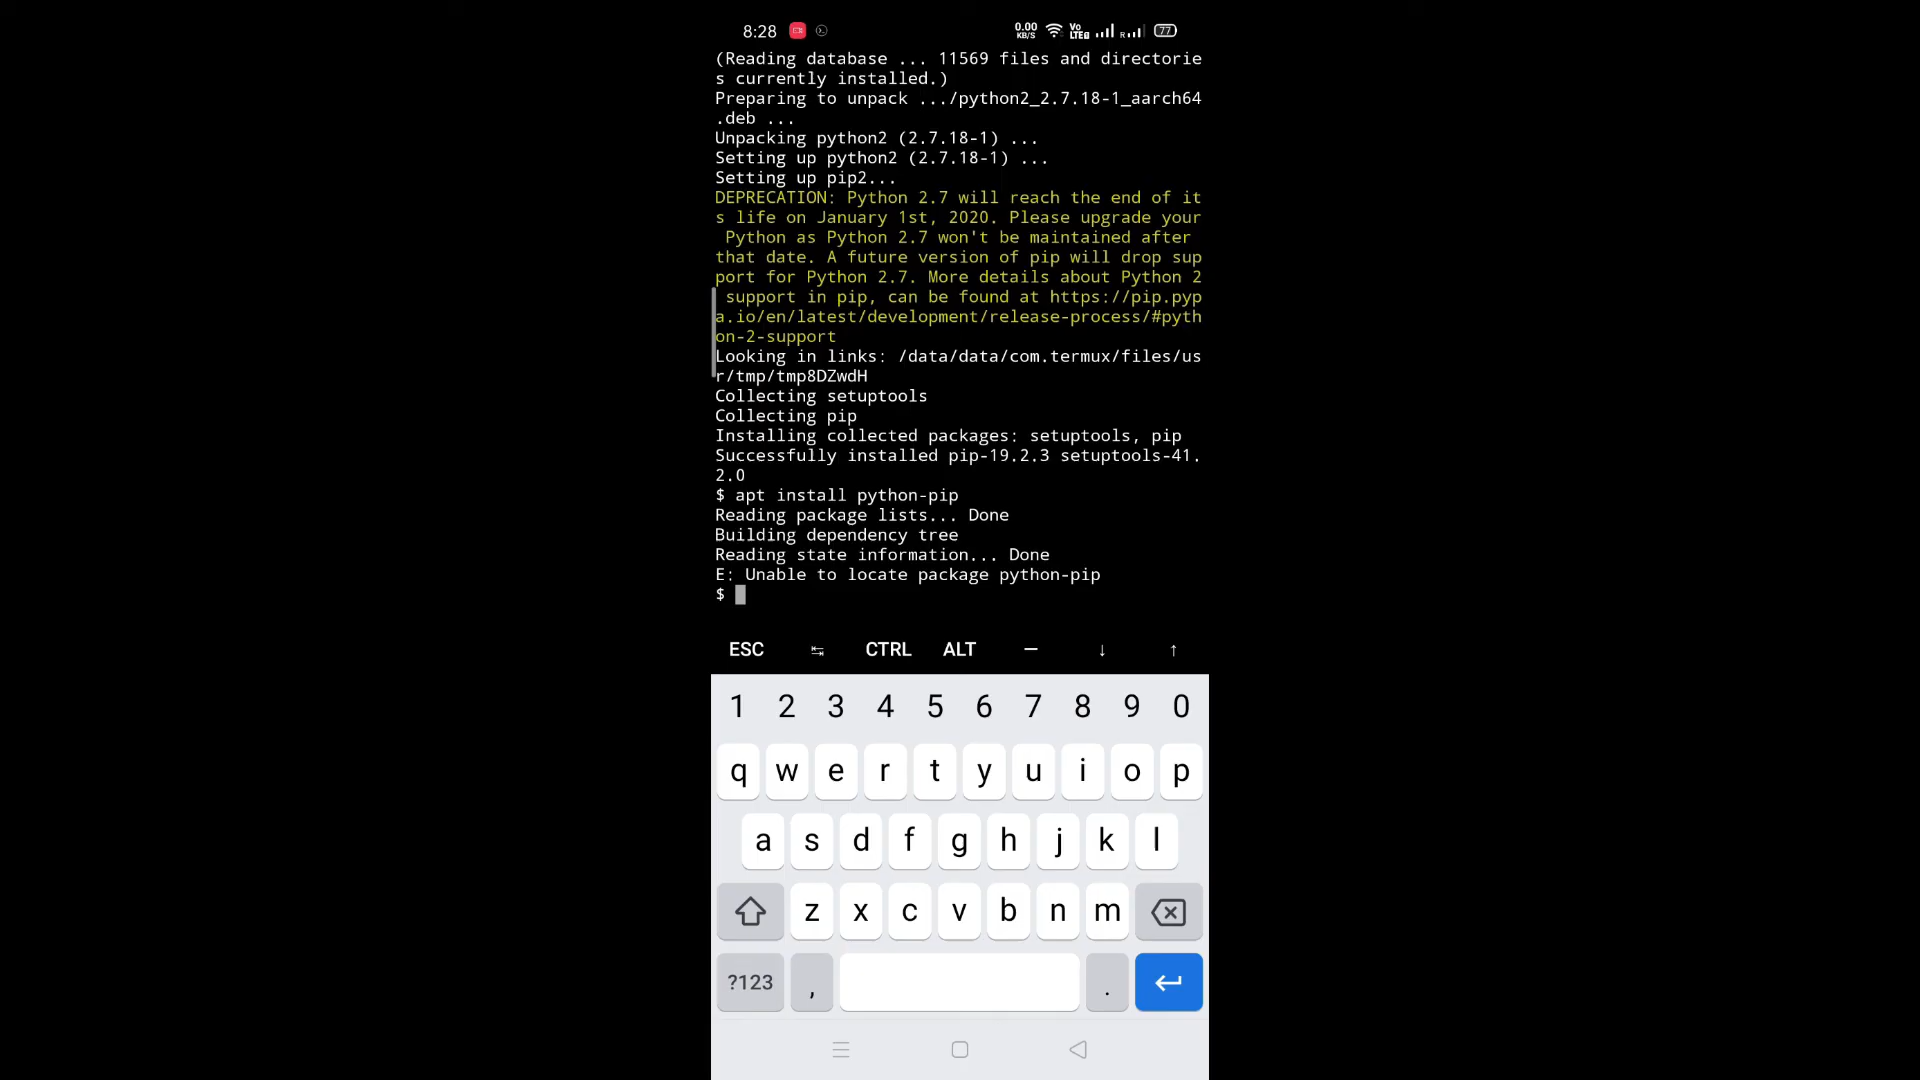 8:28 0.00 KB/S Vo LTE R 77
(Reading database ... 11569 files and directorie
s currently installed.)
Preparing to unpack .../python2_2.7.18-1_aarch64
.deb ...
Unpacking python2 (2.7.18-1) ...
Setting up python2 (2.7.18-1) ...
Setting up pip2...
DEPRECATION: Python 2.7 will reach the end of it
s life on January 1st, 2020. Please upgrade your
Python as Python 2.7 won't be maintained after
that date. A future version of pip will drop sup
port for Python 2.7. More details about Python 2
support in pip, can be found at https://pip.pyp
a.io/en/latest/development/release-process/#pyth
on-2-support
Looking in links: /data/data/com.termux/files/us
r/tmp/tmp8DZwdH
Collecting setuptools
Collecting pip
Installing collected packages: setuptools, pip
Successfully installed pip-19.2.3 setuptools-41.
2.0
$ apt install python-pip
Reading package lists... Done
Building dependency tree
Reading state information... Done
E: Unable to locate package python-pip
$
ESC ↹ CTRL ALT — ↓ ↑
1 2 3 4 5 6 7 8 9 0
q w e r t y u i o p
a s d f g h j k l
z x c v b n m
?123 , .